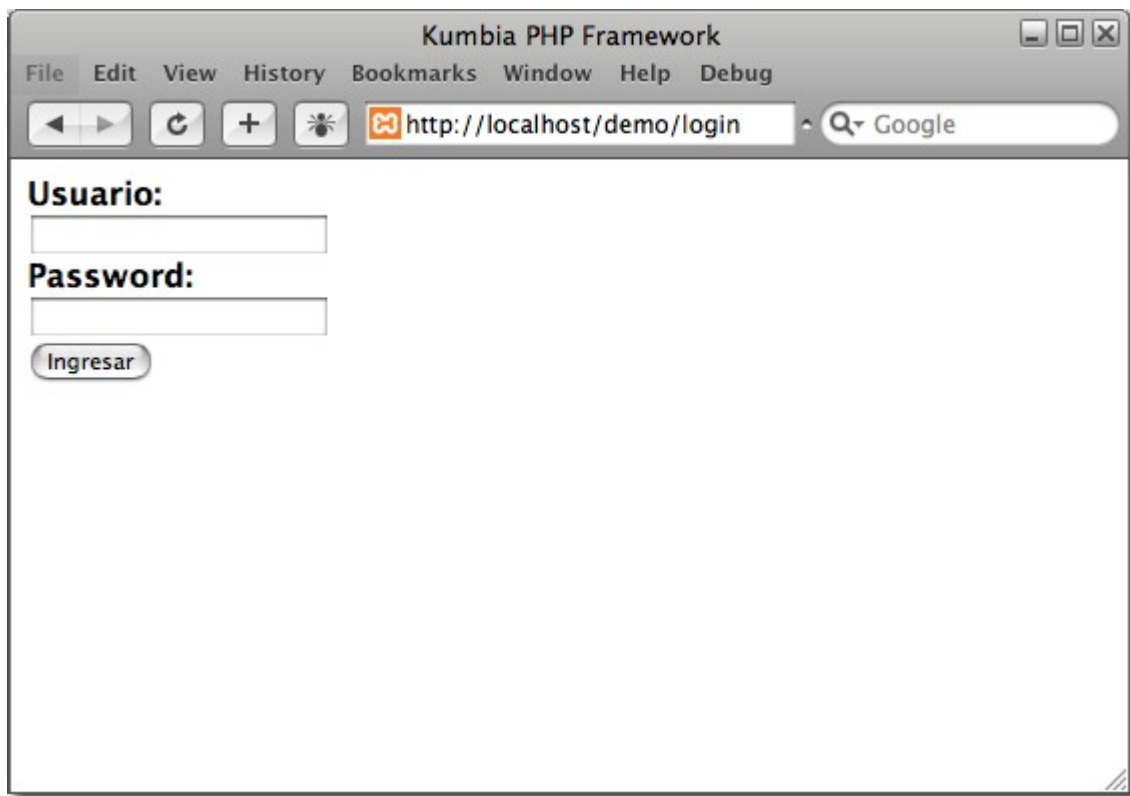 Kumbia PHP Framework
File Edit View History Bookmarks Window Help Debug
http://localhost/demo/login Google
Usuario:
Password:
Ingresar